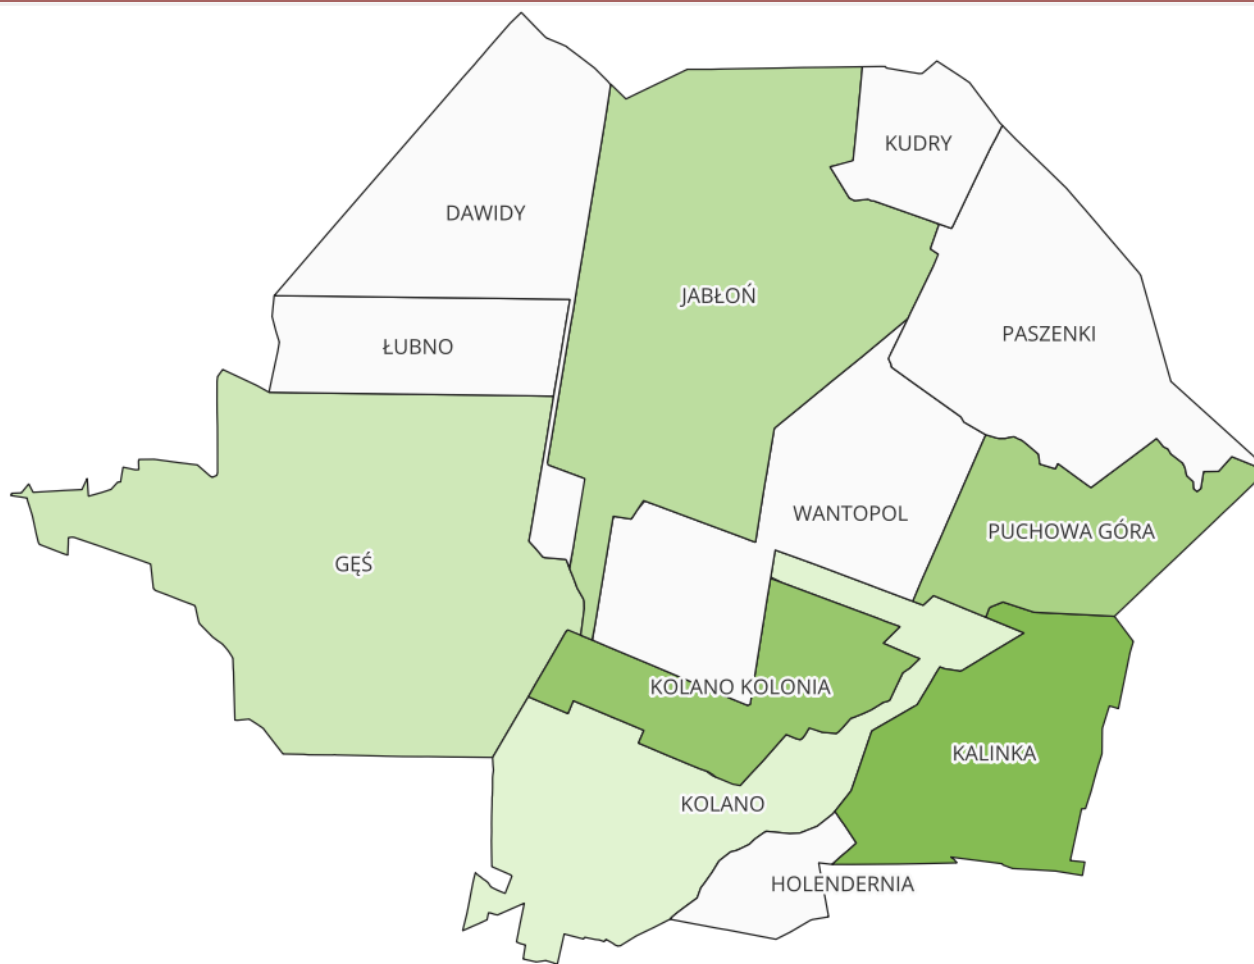 KUDRY
DAWIDY
JABŁOŃ
PASZENKI
ŁUBNO
WANTOPOL
PUCHOWA GÓRA
GĘŚ
KOLANO KOLONIA
KALINKA
KOLANO
HOLENDERNIA